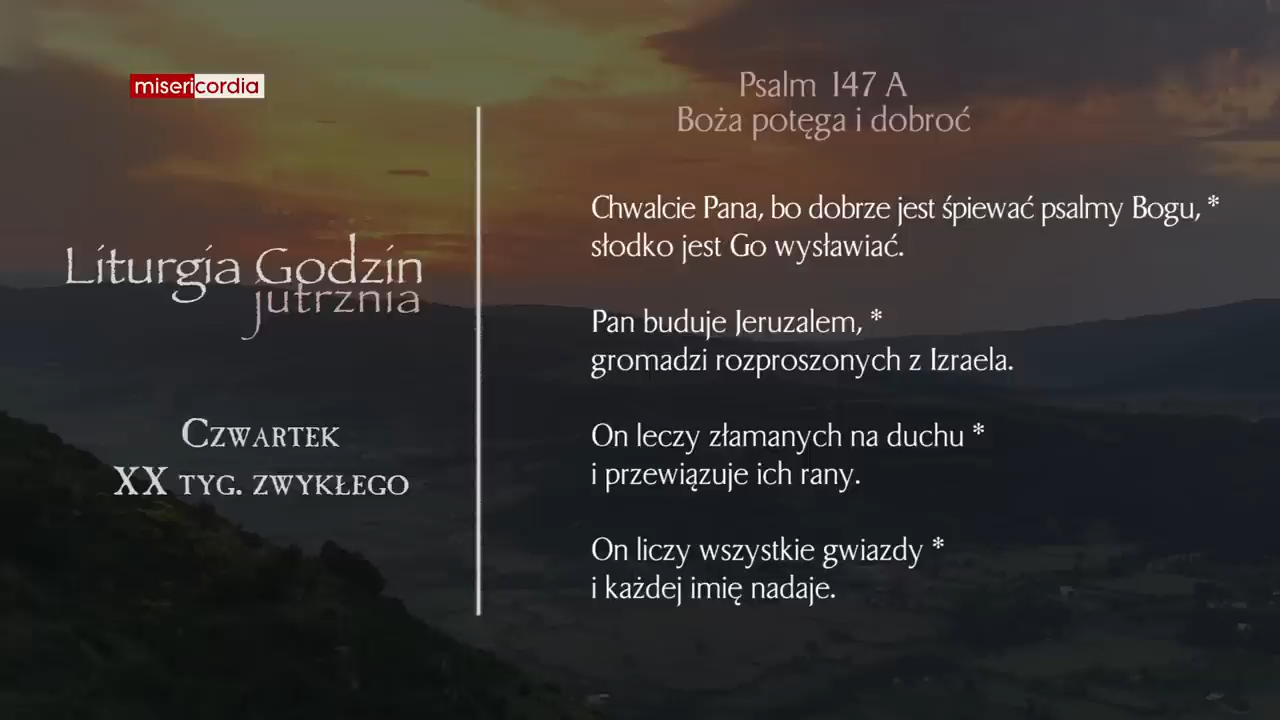 misericordia
Liturgia Godzin
jutrznia
Czwartek
XX tyg. zwykłego
Psalm 147 A
Boża potęga i dobroć
Chwalcie Pana, bo dobrze jest śpiewać psalmy Bogu, *
słodko jest Go wysławiać.
Pan buduje Jeruzalem, *
gromadzi rozproszonych z Izraela.
On leczy złamanych na duchu *
i przewiązuje ich rany.
On liczy wszystkie gwiazdy *
i każdej imię nadaje.